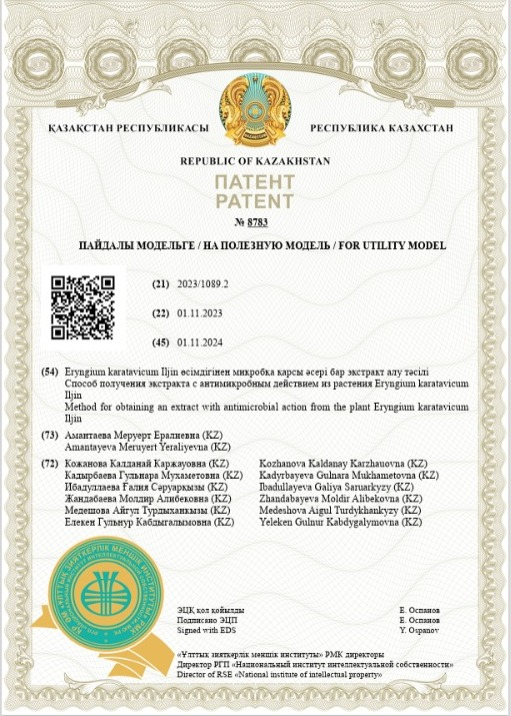 ҚАЗАҚСТАН РЕСПУБЛИКАСЫ
РЕСПУБЛИКА КАЗАХСТАН
REPUBLIC OF KAZAKHSTAN
ПАТЕНТ
PATENT
№ 8783
ПАЙДАЛЫ МОДЕЛЬГЕ / НА ПОЛЕЗНУЮ МОДЕЛЬ / FOR UTILITY MODEL
(21) 2023/1089.2
(22) 01.11.2023
(45) 01.11.2024
(54) Eryngium karatavicum Iljin өсімдігінен микробқа қарсы әсері бар экстракт алу тәсілі
Способ получения экстракта с антимикробным действием из растения Eryngium karatavicum
Iljin
Method for obtaining an extract with antimicrobial action from the plant Eryngium karatavicum
Iljin
(73) Амантаева Меруерт Ералиевна (KZ)
Amantayeva Meruyert Yeraliyevna (KZ)
(72) Кожанова Калданай Каржауовна (KZ) Kozhanova Kaldanay Karzhauovna (KZ)
Кадырбаева Гульнара Мухаметовна (KZ) Kadyrbayeva Gulnara Mukhametovna (KZ)
Ибадуллаева Ғалия Сәруарқызы (KZ) Ibadullayeva Galiya Saruarkyzy (KZ)
Жандабаева Молдир Алибековна (KZ) Zhandabayeva Moldir Alibekovna (KZ)
Медешова Айгул Турдыханкызы (KZ) Medeshova Aigul Turdykhankyzy (KZ)
Елекен Гульнур Кабдыгалымовна (KZ) Yeleken Gulnur Kabdygalymovna (KZ)
ЭЦҚ қол қойылды Е. Оспанов
Подписано ЭЦП Е. Оспанов
Signed with EDS Y. Ospanov
«Ұлттық зияткерлік меншік институты» РМК директоры
Директор РГП «Национальный институт интеллектуальной собственности»
Director of RSE «National institute of intellectual property»